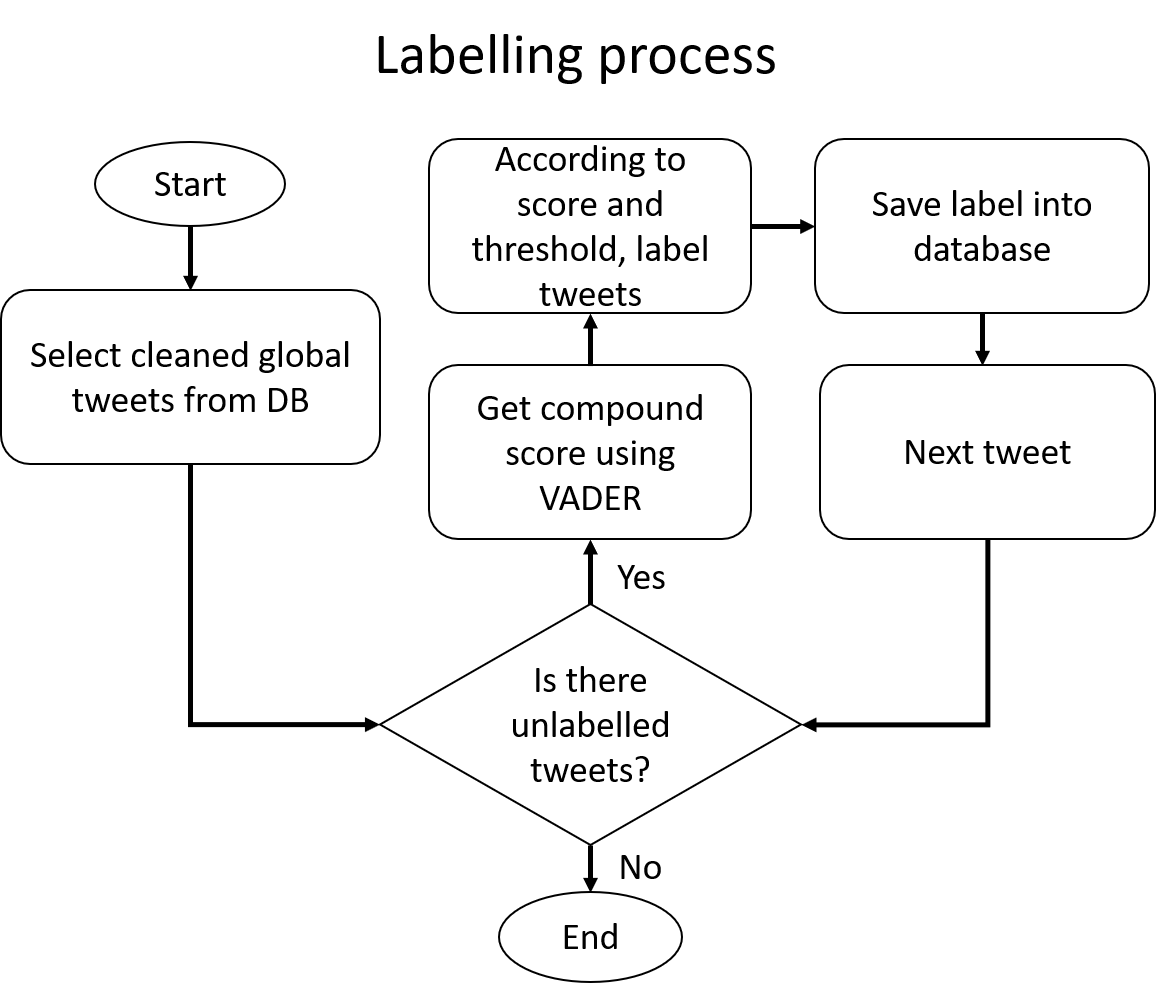 Labelling process
Start
Select cleaned global
tweets from DB
Is there
unlabelled
tweets?
Yes
Get compound
score using
VADER
According to
score and
threshold, label
tweets
Save label into
database
Next tweet
No
End